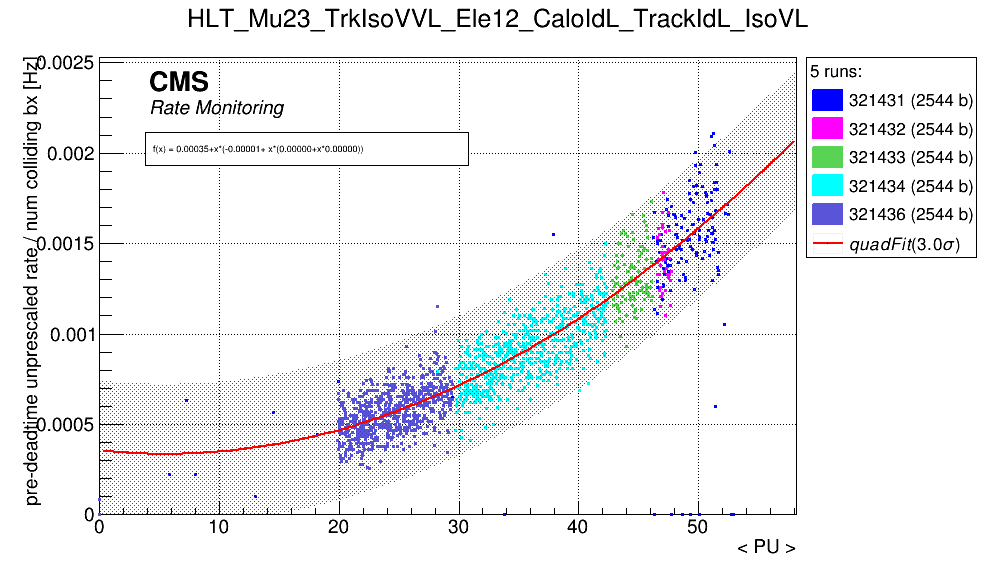 HLT_Mu23_TrkIsoVVL_Ele12_CaloIdL_TrackIdL_IsoVL
pre-deadtime unprescaled rate / num colliding bx [Hz]
0.0025
0.002
0.0015
0.001
0.0005
0
CMS
Rate Monitoring
f(x) = 0.00035+x*(-0.00001+ x*(0.00000+x*0.00000))
0 10 20 30 40 50
< PU >
5 runs:
321431 (2544 b)
321432 (2544 b)
321433 (2544 b)
321434 (2544 b)
321436 (2544 b)
quadFit(3.0σ)